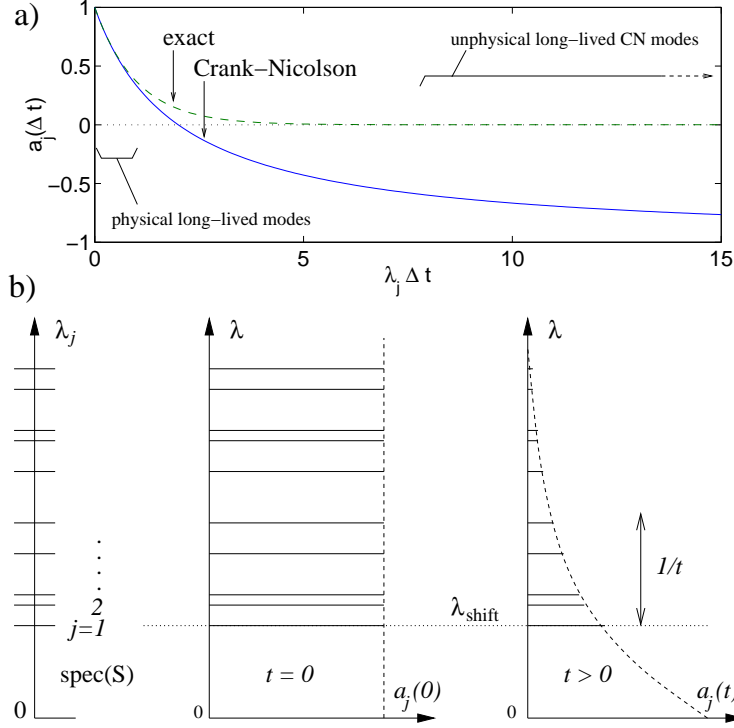 a)
1
0.5
0
−0.5
−1
a_j(Δ t)
exact
Crank−Nicolson
unphysical long−lived CN modes
physical long−lived modes
0 5 10 15
λ_j Δ t
b)
λ_j λ λ
1/t
2
j=1
λ_shift
spec(S) t = 0 a_j(0) t > 0 a_j(t)
0 0 0